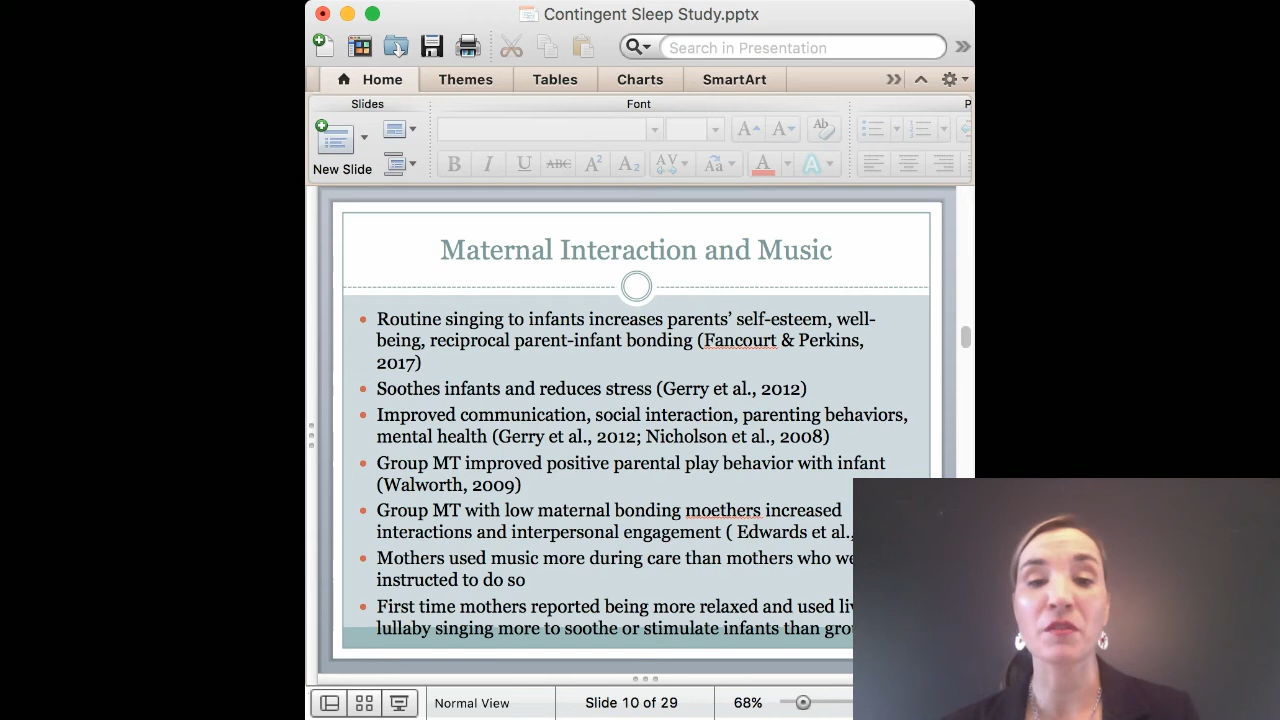 Contingent Sleep Study.pptx
Search in Presentation
Home Themes Tables Charts SmartArt
Slides Font P
New Slide
B I U ABC A2 A2 AV Aa A A
Maternal Interaction and Music
• Routine singing to infants increases parents’ self-esteem, well-
being, reciprocal parent-infant bonding (Fancourt & Perkins,
2017)
• Soothes infants and reduces stress (Gerry et al., 2012)
• Improved communication, social interaction, parenting behaviors,
mental health (Gerry et al., 2012; Nicholson et al., 2008)
• Group MT improved positive parental play behavior with infant
(Walworth, 2009)
• Group MT with low maternal bonding moethers increased
interactions and interpersonal engagement ( Edwards et al.,
• Mothers used music more during care than mothers who
instructed to do so
• First time mothers reported being more relaxed and used
lullaby singing more to soothe or stimulate infants than
Normal View Slide 10 of 29 68%